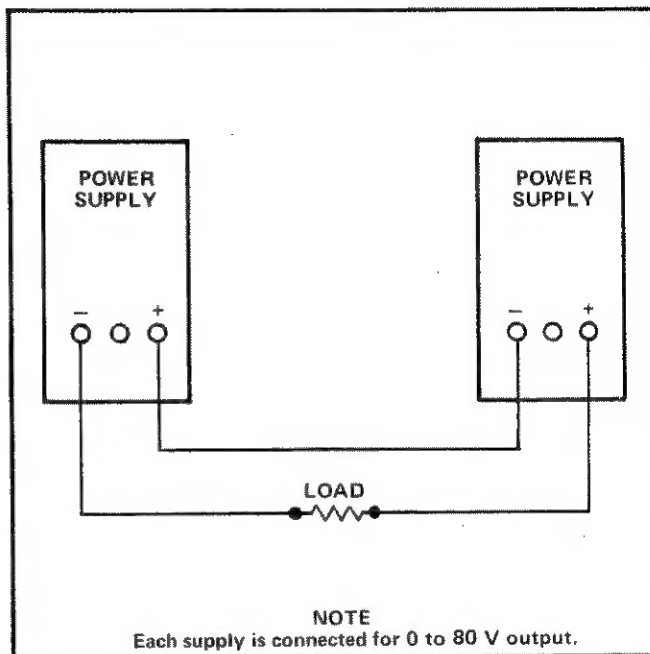 POWER
SUPPLY
POWER
SUPPLY
− +
− +
LOAD
NOTE
Each supply is connected for 0 to 80 V output.